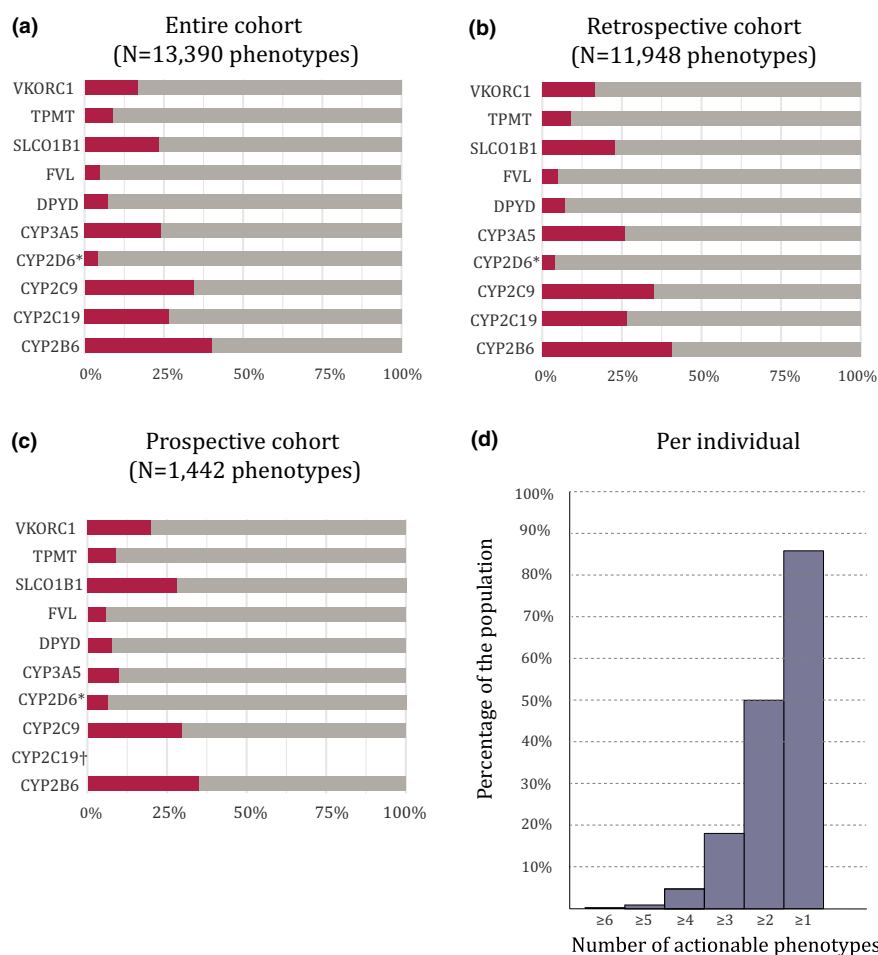 (a)
Entire cohort
(N=13,390 phenotypes)
VKORC1
TPMT
SLCO1B1
FVL
DPYD
CYP3A5
CYP2D6*
CYP2C9
CYP2C19
CYP2B6
0% 25% 50% 75% 100%
(b)
Retrospective cohort
(N=11,948 phenotypes)
VKORC1
TPMT
SLCO1B1
FVL
DPYD
CYP3A5
CYP2D6*
CYP2C9
CYP2C19
CYP2B6
0% 25% 50% 75% 100%
(c)
Prospective cohort
(N=1,442 phenotypes)
VKORC1
TPMT
SLCO1B1
FVL
DPYD
CYP3A5
CYP2D6*
CYP2C9
CYP2C19†
CYP2B6
0% 25% 50% 75% 100%
(d)
Per individual
Percentage of the population
100%
90%
80%
70%
60%
50%
40%
30%
20%
10%
≥6 ≥5 ≥4 ≥3 ≥2 ≥1
Number of actionable phenotypes